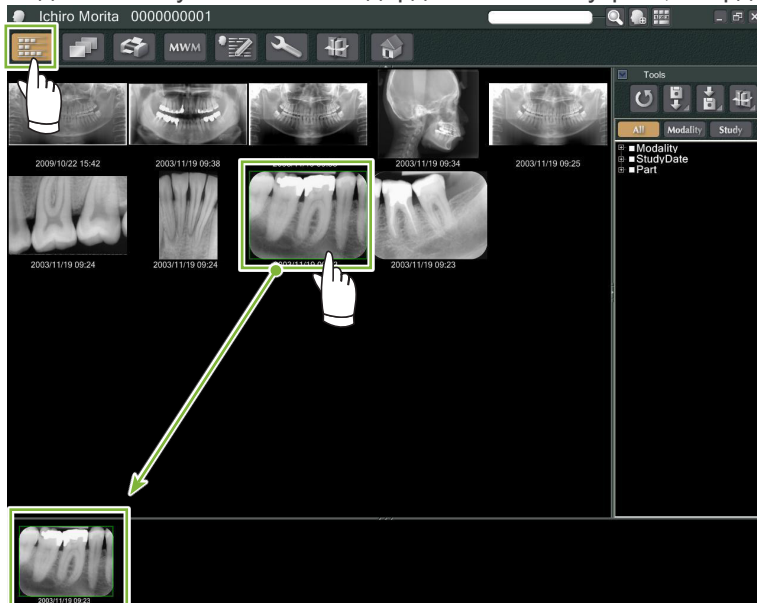 Ichiro Morita 0000000001
MWM
Tools
All Modality Study
2009/10/22 15:42
2003/11/19 09:38
2003/11/19 09:34
2003/11/19 09:25
Modality
StudyDate
Part
2003/11/19 09:24
2003/11/19 09:24
2003/11/19 09:23
2003/11/19 09:23